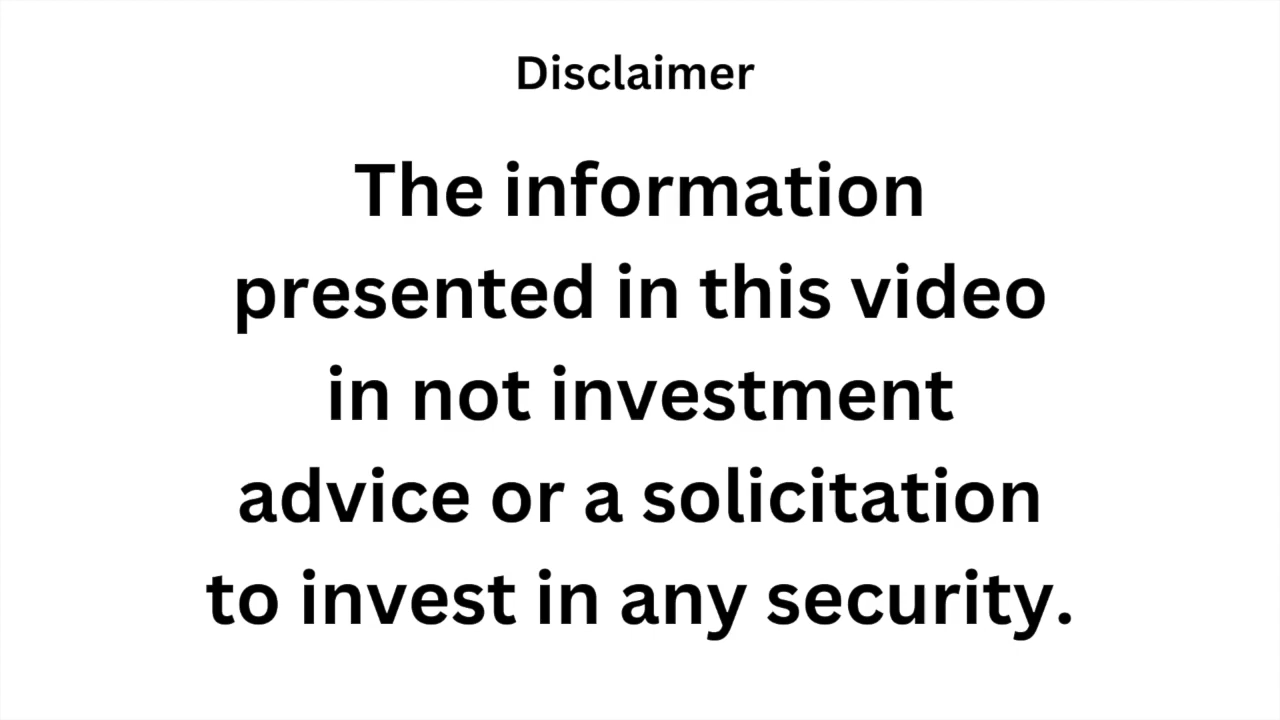 Disclaimer
The information
presented in this video
in not investment
advice or a solicitation
to invest in any security.